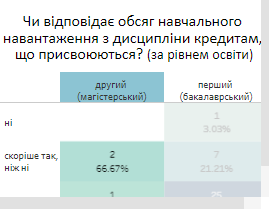 Чи відповідає обсяг навчального
навантаження з дисципліни кредитам,
що присвоюються? (за рівнем освіти)
другий перший
(магістерський) (бакалаврський)
ні 1
3.03%
скоріше так, 2 7
ніж ні 66.67% 21.21%
1 25